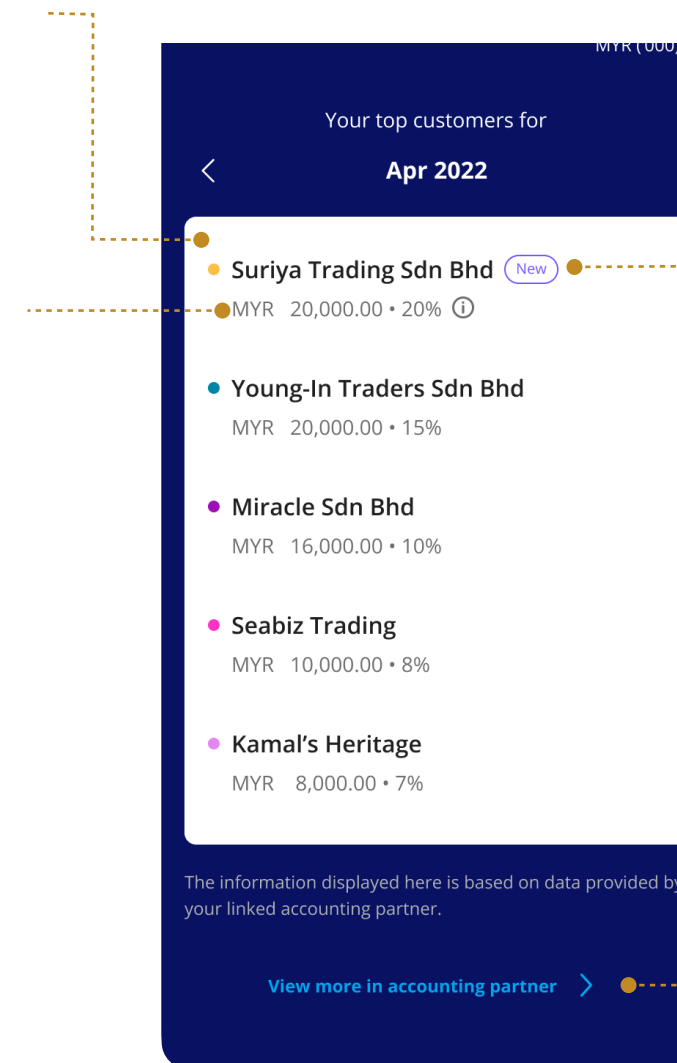 MYR ('000)
Your top customers for
Apr 2022
Suriya Trading Sdn Bhd New
MYR 20,000.00 • 20%
Young-In Traders Sdn Bhd
MYR 20,000.00 • 15%
Miracle Sdn Bhd
MYR 16,000.00 • 10%
Seabiz Trading
MYR 10,000.00 • 8%
Kamal’s Heritage
MYR 8,000.00 • 7%
The information displayed here is based on data provided by
your linked accounting partner.
View more in accounting partner